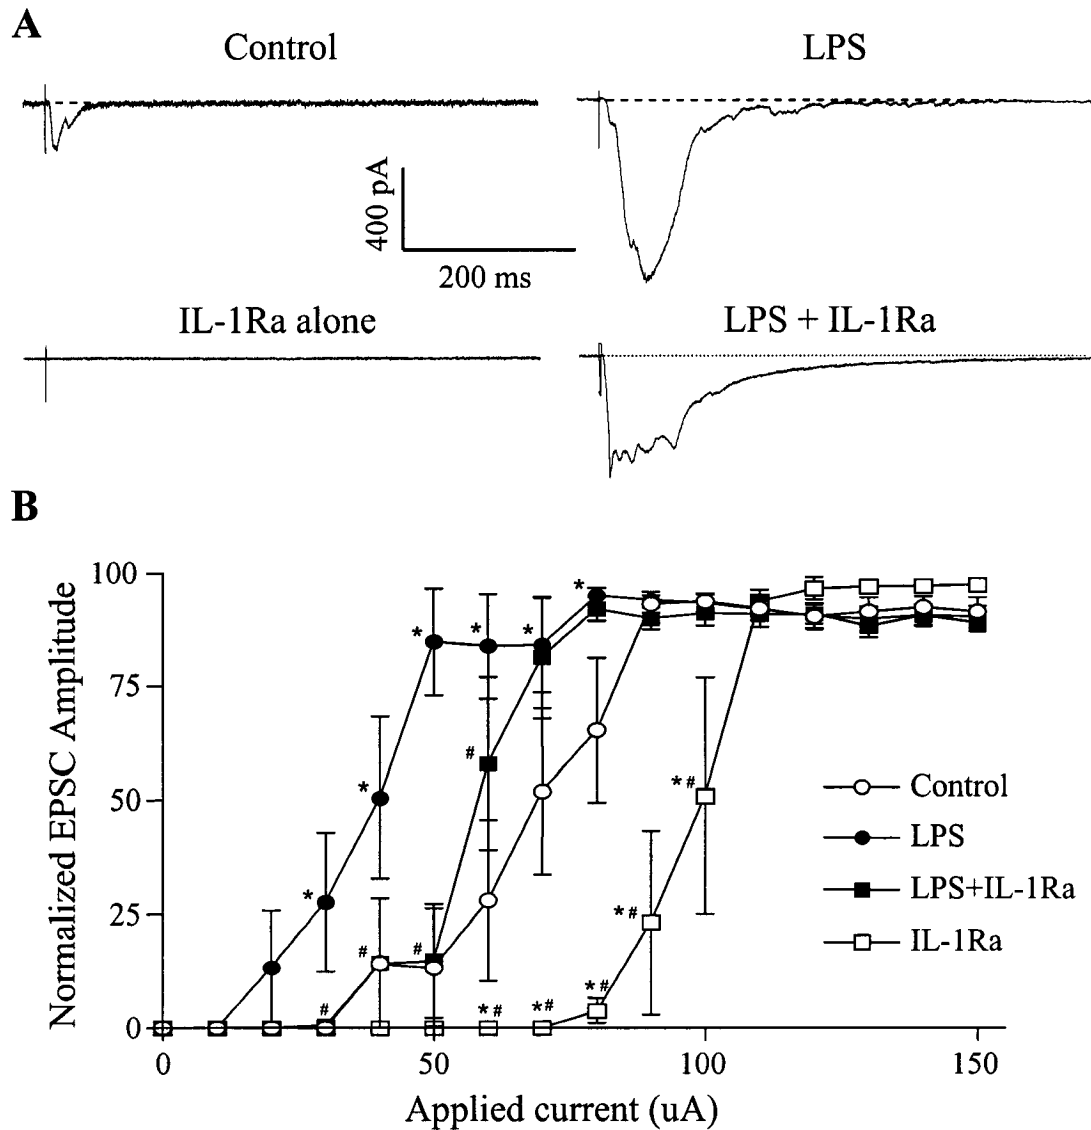 A
Control
LPS
400 pA
200 ms
IL-1Ra alone
LPS + IL-1Ra
B
Normalized EPSC Amplitude
100
75
50
25
0
* * * * * *
# # # #
*# *# *# *# *#
Control
LPS
LPS+IL-1Ra
IL-1Ra
0 50 100 150
Applied current (uA)